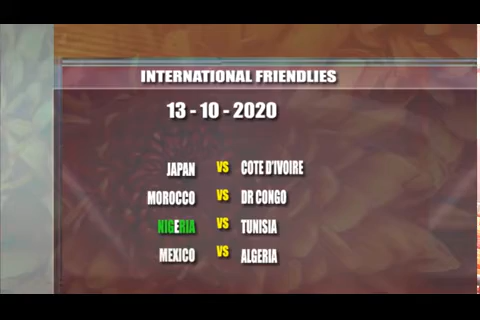 INTERNATIONAL FRIENDLIES
13 - 10 - 2020
JAPAN VS COTE D'IVOIRE
MOROCCO VS DR CONGO
NIGERIA VS TUNISIA
MEXICO VS ALGERIA